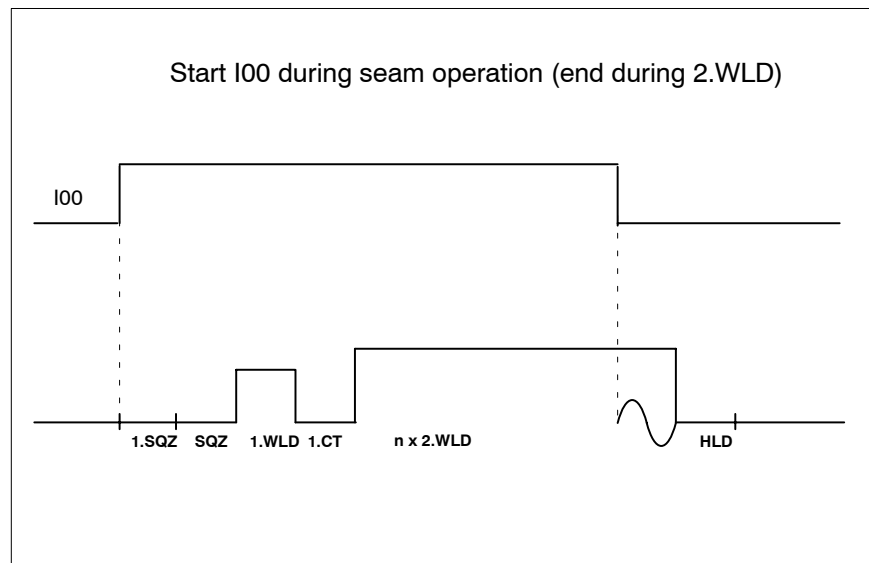 Start I00 during seam operation (end during 2.WLD)
I00
1.SQZ SQZ 1.WLD 1.CT n x 2.WLD HLD